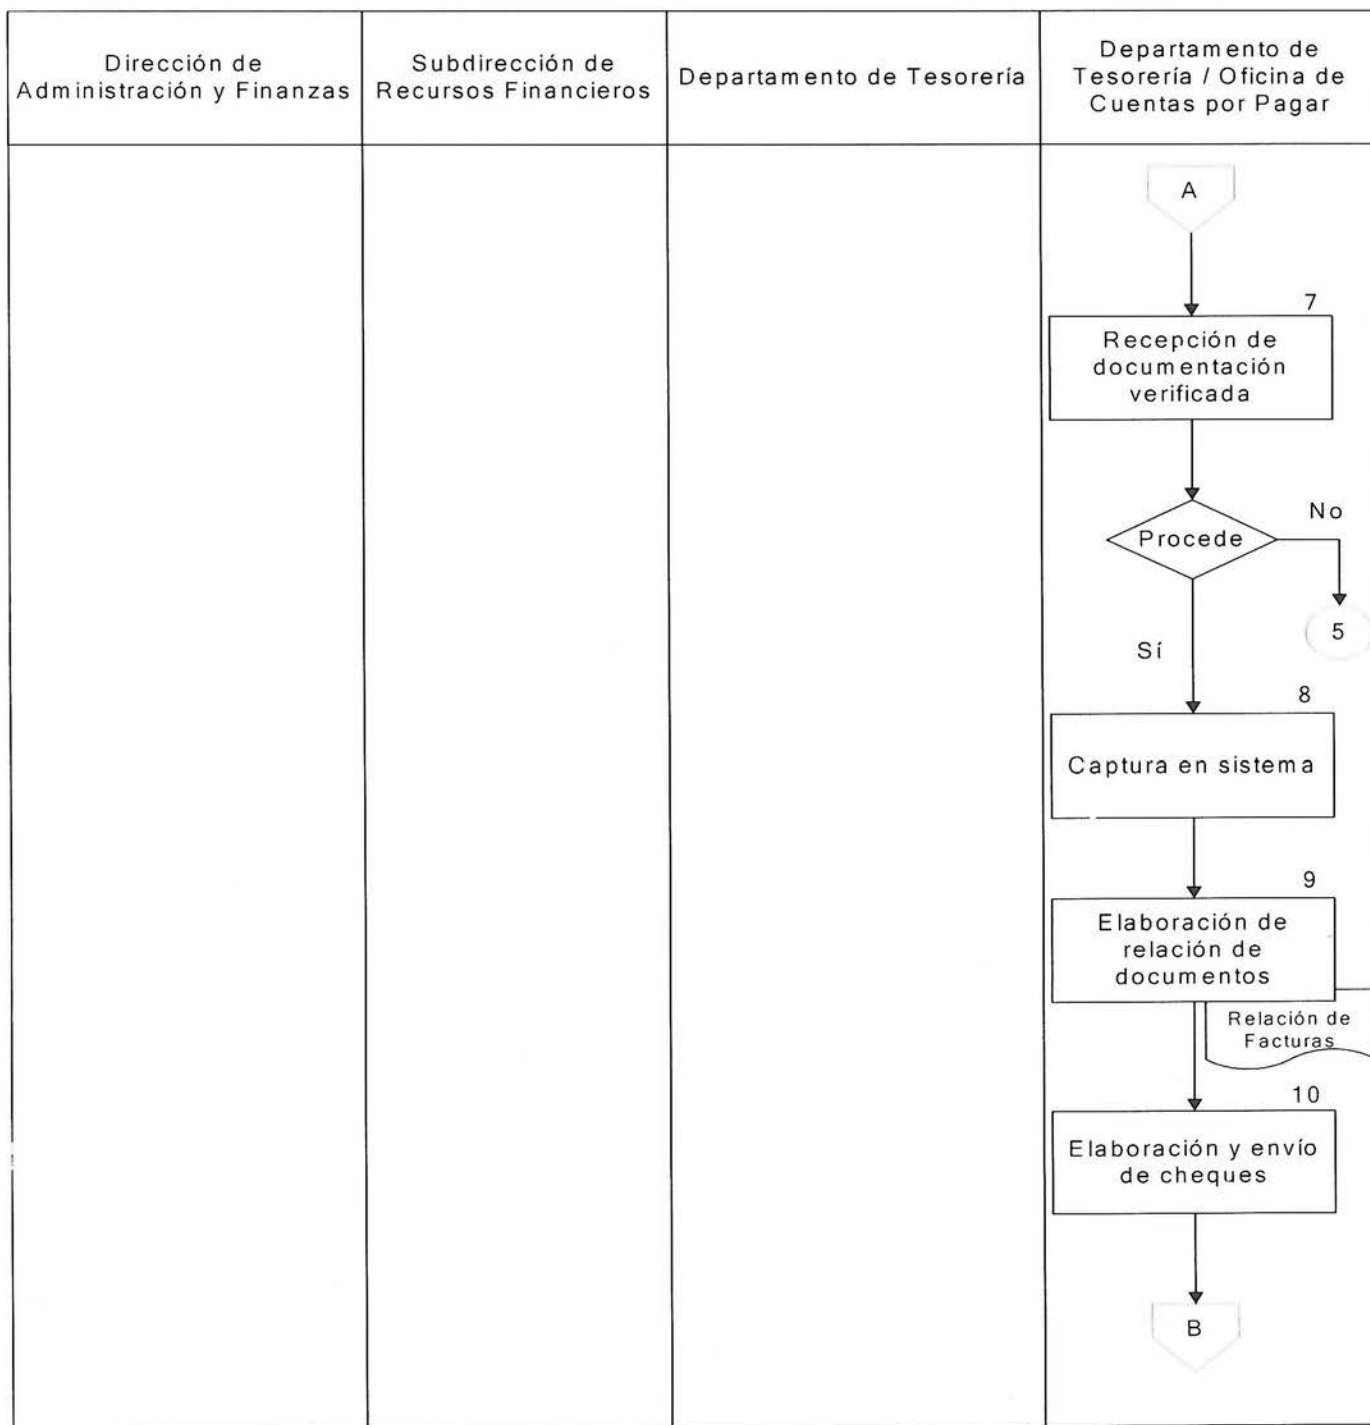 Dirección de
Administración y Finanzas
Subdirección de
Recursos Financieros
Departamento de Tesorería
Departamento de
Tesorería / Oficina de
Cuentas por Pagar
A
7
Recepción de
documentación
verificada
Procede
No
5
Sí
8
Captura en sistema
9
Elaboración de
relación de
documentos
Relación de
Facturas
10
Elaboración y envío
de cheques
B